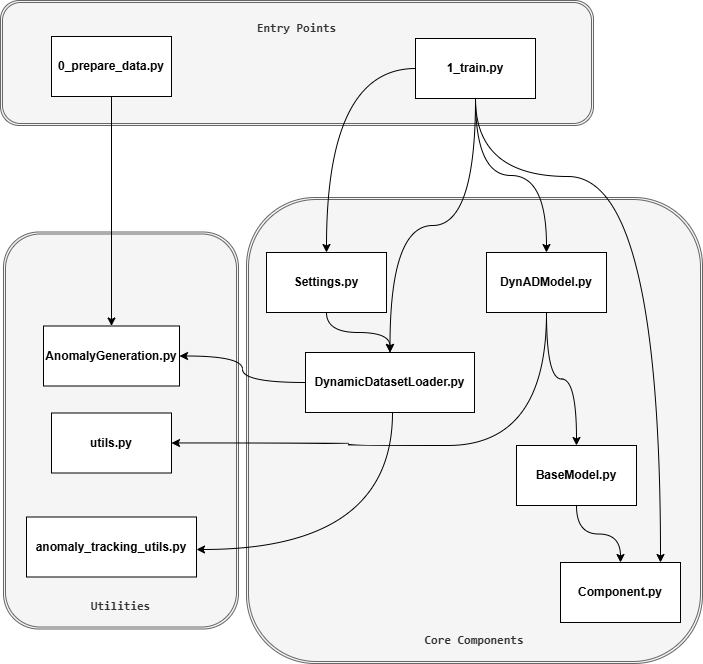 Entry Points
0_prepare_data.py
1_train.py
Settings.py
DynADModel.py
AnomalyGeneration.py
DynamicDatasetLoader.py
utils.py
BaseModel.py
anomaly_tracking_utils.py
Component.py
Utilities
Core Components